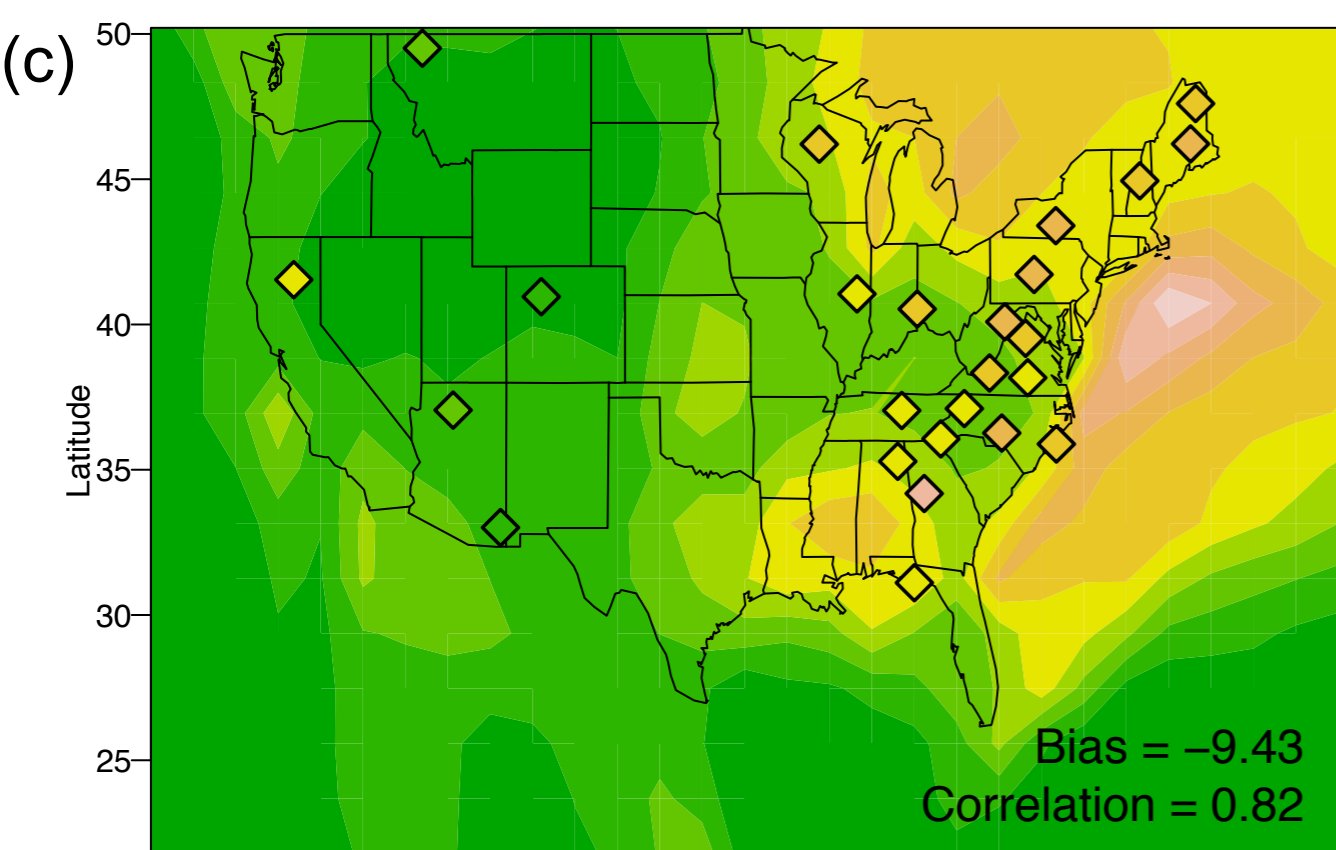 (c)
50
45
40
35
30
25
Latitude
Bias = −9.43
Correlation = 0.82